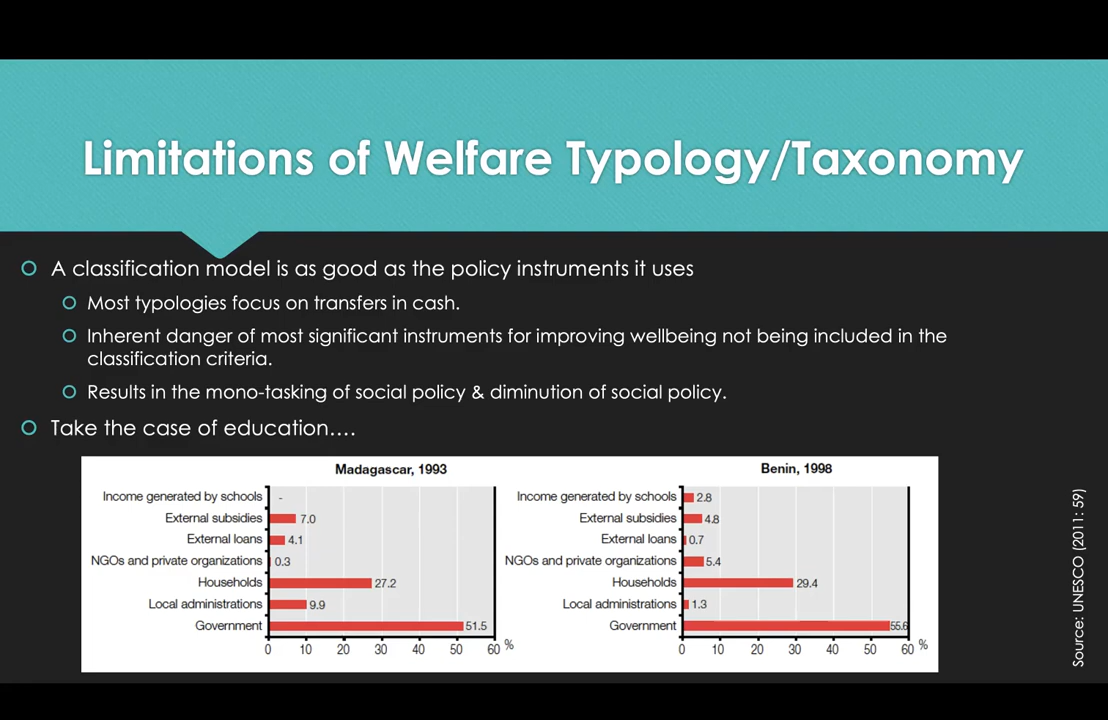 Limitations of Welfare Typology/Taxonomy
A classification model is as good as the policy instruments it uses
Most typologies focus on transfers in cash.
Inherent danger of most significant instruments for improving wellbeing not being included in the
classification criteria.
Results in the mono-tasking of social policy & diminution of social policy.
Take the case of education....
Madagascar, 1993
Income generated by schools -
External subsidies 7.0
External loans 4.1
NGOs and private organizations 0.3
Households 27.2
Local administrations 9.9
Government 51.5
0 10 20 30 40 50 60 %
Benin, 1998
Income generated by schools 2.8
External subsidies 4.8
External loans 0.7
NGOs and private organizations 5.4
Households 29.4
Local administrations 1.3
Government 55.6
0 10 20 30 40 50 60 %
Source: UNESCO (2011: 59)